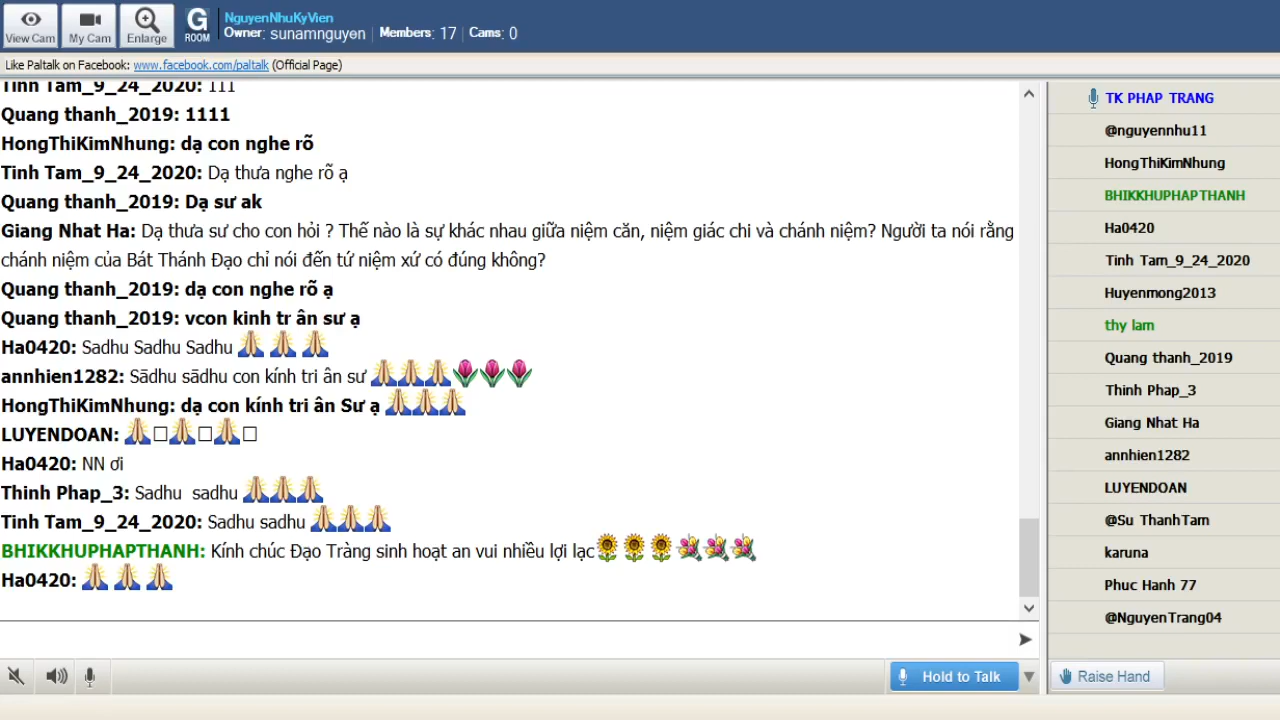 View Cam
My Cam
Enlarge
G
ROOM
NguyenNhuKyVien
Owner: sunamnguyen | Members: 17 | Cams: 0
Like Paltalk on Facebook: www.facebook.com/paltalk (Official Page)
Tinh Tam_9_24_2020: 111
Quang thanh_2019: 1111
HongThiKimNhung: dạ con nghe rõ
Tinh Tam_9_24_2020: Dạ thưa nghe rõ ạ
Quang thanh_2019: Dạ sư ak
Giang Nhat Ha: Dạ thưa sư cho con hỏi ? Thế nào là sự khác nhau giữa niệm căn, niệm giác chi và chánh niệm? Người ta nói rằng
chánh niệm của Bát Thánh Đạo chỉ nói đến tứ niệm xứ có đúng không?
Quang thanh_2019: dạ con nghe rõ ạ
Quang thanh_2019: vcon kinh tr ân sư ạ
Ha0420: Sadhu Sadhu Sadhu 🙏 🙏 🙏
annhien1282: Sādhu sādhu con kính tri ân sư 🙏🙏🙏🌷🌷🌷
HongThiKimNhung: dạ con kính tri ân Sư ạ 🙏🙏🙏
LUYENDOAN: 🙏□🙏□🙏□
Ha0420: NN ơi
Thinh Phap_3: Sadhu  sadhu 🙏🙏🙏
Tinh Tam_9_24_2020: Sadhu sadhu 🙏🙏🙏
BHIKKHUPHAPTHANH: Kính chúc Đạo Tràng sinh hoạt an vui nhiều lợi lạc🌻🌻🌻💐💐💐
Ha0420: 🙏 🙏 🙏
Hold to Talk
TK PHAP TRANG
@nguyennhu11
HongThiKimNhung
BHIKKHUPHAPTHANH
Ha0420
Tinh Tam_9_24_2020
Huyenmong2013
thy lam
Quang thanh_2019
Thinh Phap_3
Giang Nhat Ha
annhien1282
LUYENDOAN
@Su ThanhTam
karuna
Phuc Hanh 77
@NguyenTrang04
Raise Hand